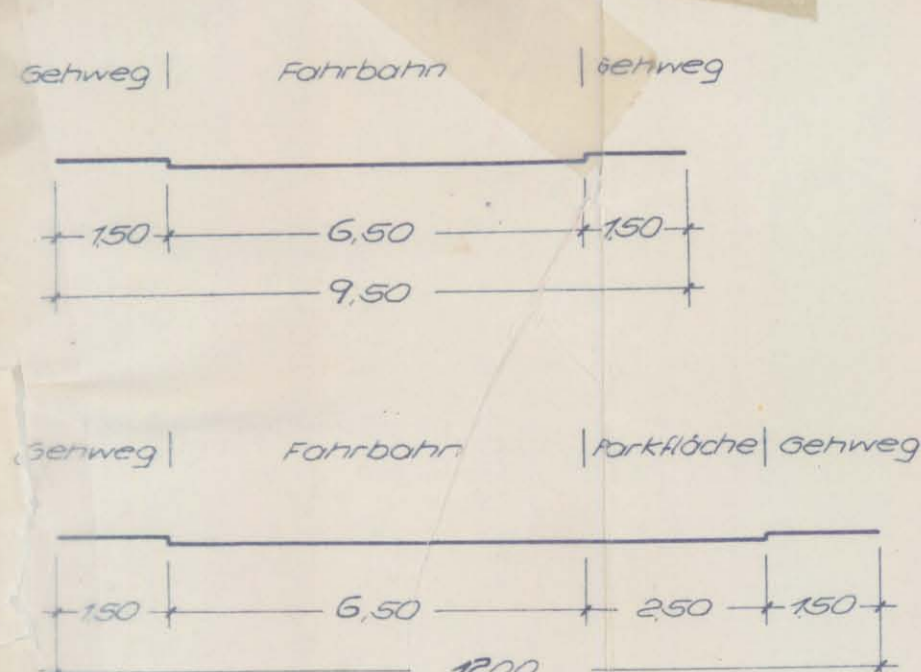 Gehweg | Fahrbahn | Gehweg
1,50 6,50 1,50
9,50
Gehweg | Fahrbahn | Parkfläche | Gehweg
1,50 6,50 2,50 1,50
12,00